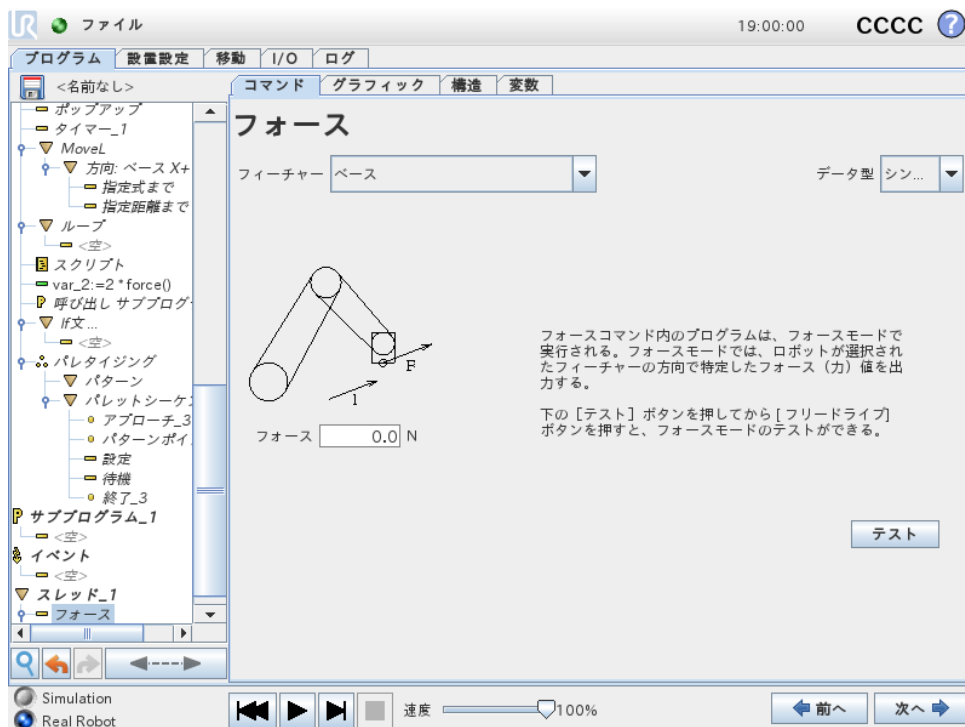 UR ファイル 19:00:00 CCCC ?
プログラム 設置設定 移動 I/O ログ
<名前なし>
コマンド グラフィック 構造 変数
ポップアップ
タイマー_1
MoveL
方向: ベース X+
指定式まで
指定距離まで
ループ
<空>
スクリプト
var_2:=2 * force()
呼び出し サブプログ
If文 ...
<空>
パレタイジング
パターン
パレットシーケン
アプローチ_3
パターンポイ
設定
待機
終了_3
サブプログラム_1
<空>
イベント
<空>
スレッド_1
フォース
フォース
フィーチャー ベース
データ型 シン...
F
1
フォース 0.0 N
フォースコマンド内のプログラムは、フォースモードで
実行される。フォースモードでは、ロボットが選択され
たフィーチャーの方向で特定したフォース（力）値を出
力する。
下の［テスト］ボタンを押してから[ フリードライブ]
ボタンを押すと、フォースモードのテストができる。
テスト
Simulation
Real Robot
速度 100%
前へ 次へ